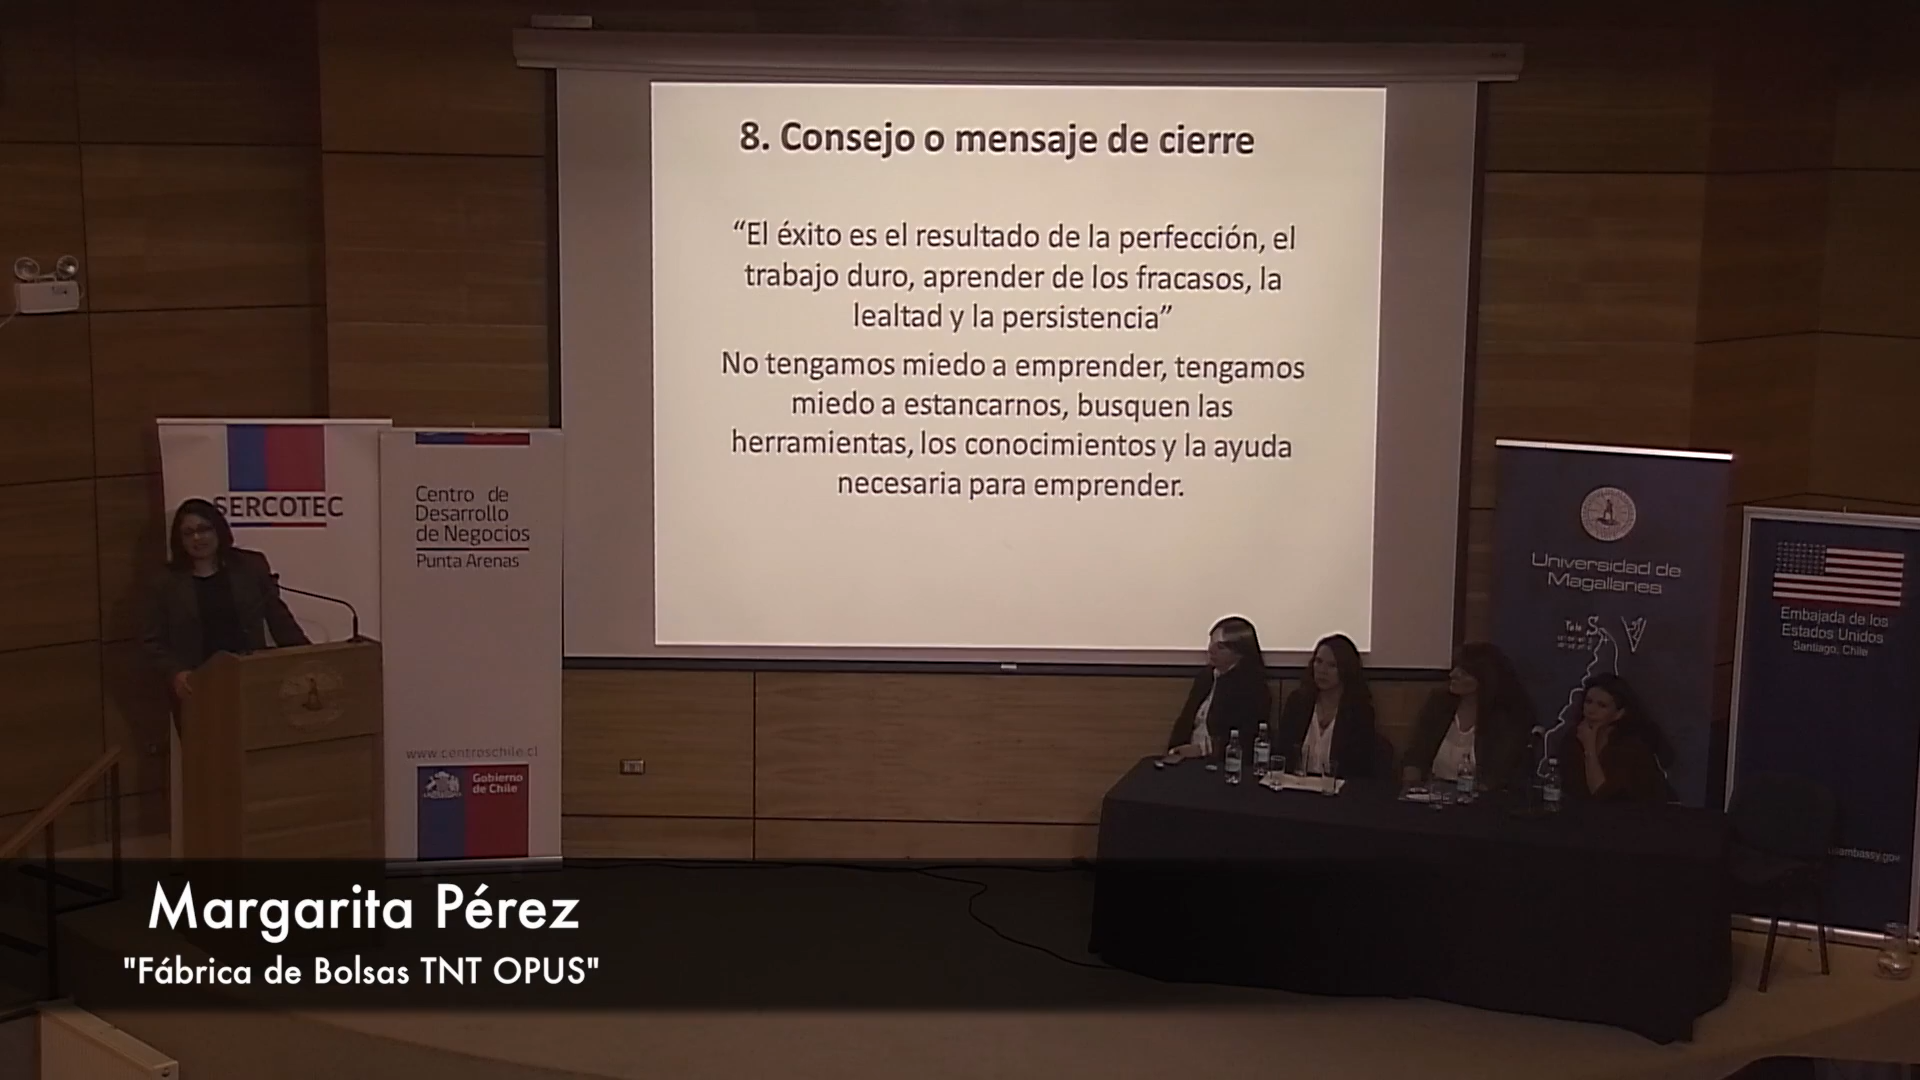 8. Consejo o mensaje de cierre
“El éxito es el resultado de la perfección, el
trabajo duro, aprender de los fracasos, la
lealtad y la persistencia”
No tengamos miedo a emprender, tengamos
miedo a estancarnos, busquen las
herramientas, los conocimientos y la ayuda
necesaria para emprender.
SERCOTEC
Centro de
Desarrollo
de Negocios
Punta Arenas
www.centroschile.cl
Gobierno
de Chile
Universidad de
Magallanes
Embajada de los
Estados Unidos
Santiago, Chile
Margarita Pérez
"Fábrica de Bolsas TNT OPUS"